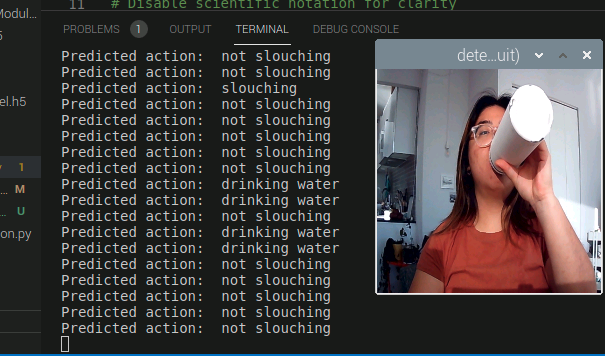 Modul...
11 # Disable scientific notation for clarity
5
PROBLEMS 1 OUTPUT TERMINAL DEBUG CONSOLE
el.h5
1
... M
... U
on.py
Predicted action: not slouching
Predicted action: not slouching
Predicted action: slouching
Predicted action: not slouching
Predicted action: not slouching
Predicted action: not slouching
Predicted action: not slouching
Predicted action: not slouching
Predicted action: drinking water
Predicted action: drinking water
Predicted action: not slouching
Predicted action: drinking water
Predicted action: drinking water
Predicted action: not slouching
Predicted action: not slouching
Predicted action: not slouching
Predicted action: not slouching
Predicted action: not slouching
dete...uit)